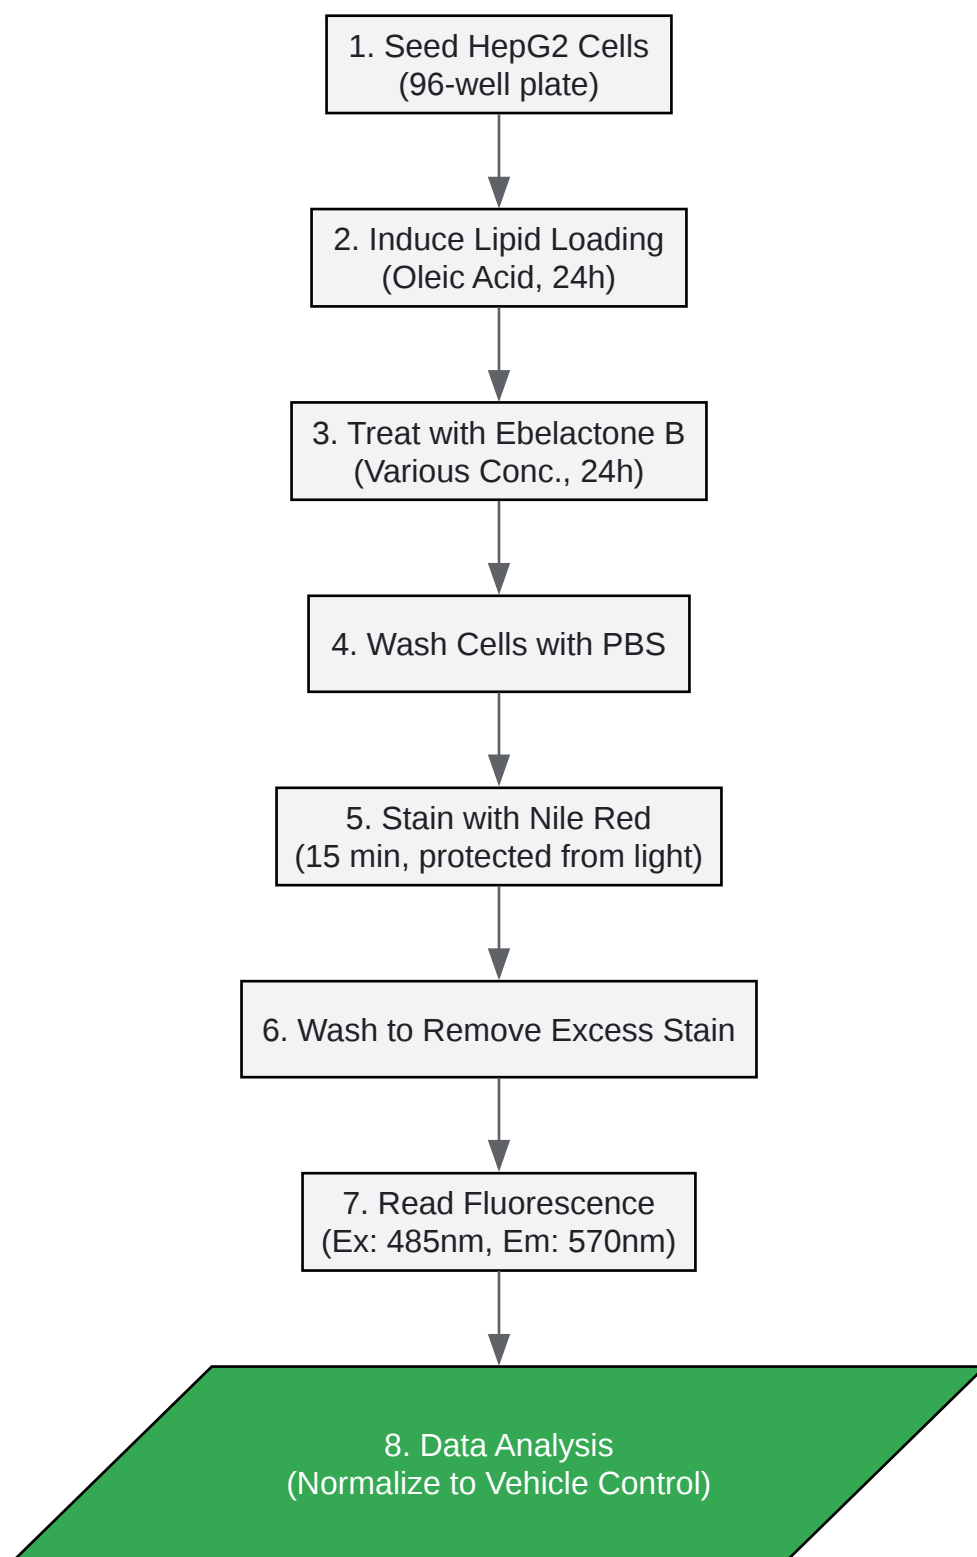 1. Seed HepG2 Cells
(96-well plate)
2. Induce Lipid Loading
(Oleic Acid, 24h)
3. Treat with Ebelactone B
(Various Conc., 24h)
4. Wash Cells with PBS
5. Stain with Nile Red
(15 min, protected from light)
6. Wash to Remove Excess Stain
7. Read Fluorescence
(Ex: 485nm, Em: 570nm)
8. Data Analysis
(Normalize to Vehicle Control)